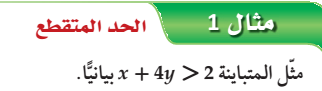 مثال 1 الحد المتقطع
مثّل المتباينة x + 4y > 2 بيانيًّا.